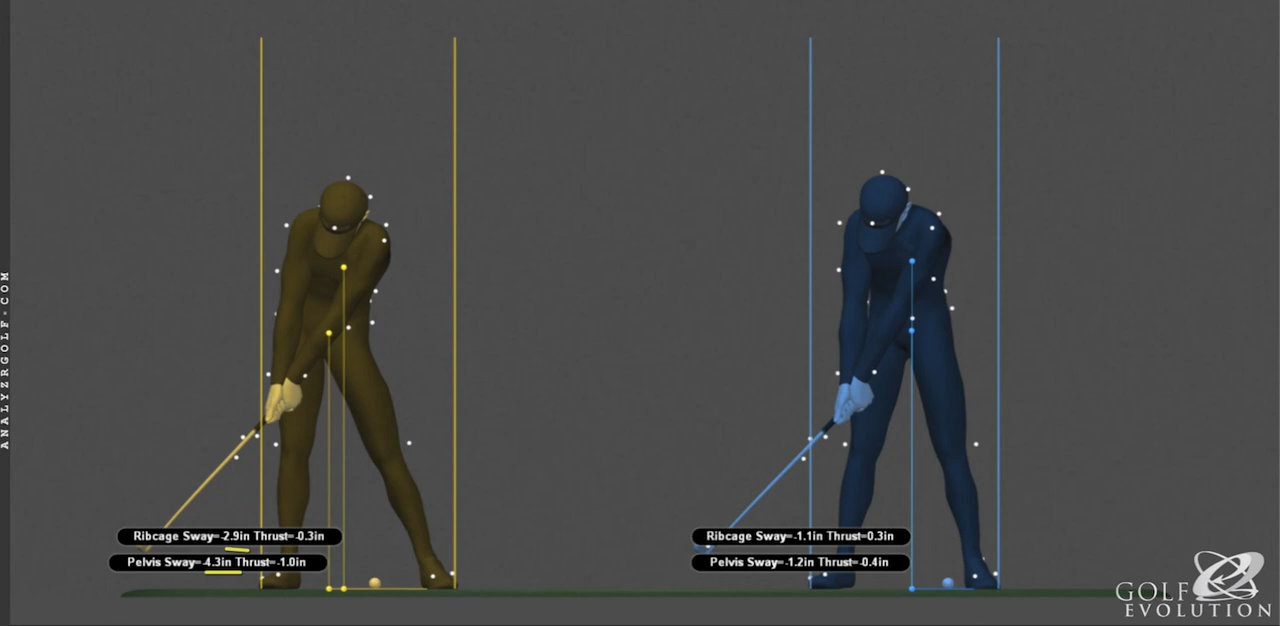 ANALYZERGOLF.COM
Ribcage Sway=-2.9in Thrust=-0.3in
Pelvis Sway=-4.3in Thrust=-1.0in
Ribcage Sway=-1.1in Thrust=0.3in
Pelvis Sway=-1.2in Thrust=-0.4in
GOLF
EVOLUTION